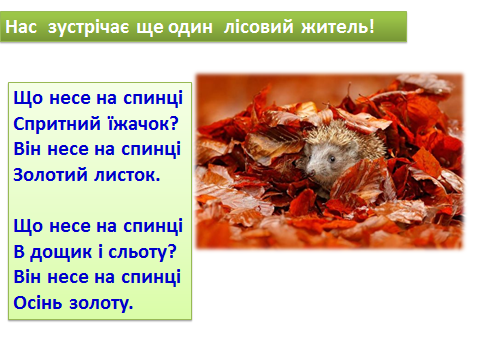 Нас зустрічає ще один лісовий житель!
Що несе на спинці
Спритний їжачок?
Він несе на спинці
Золотий листок.
Що несе на спинці
В дощик і сльоту?
Він несе на спинці
Осінь золоту.